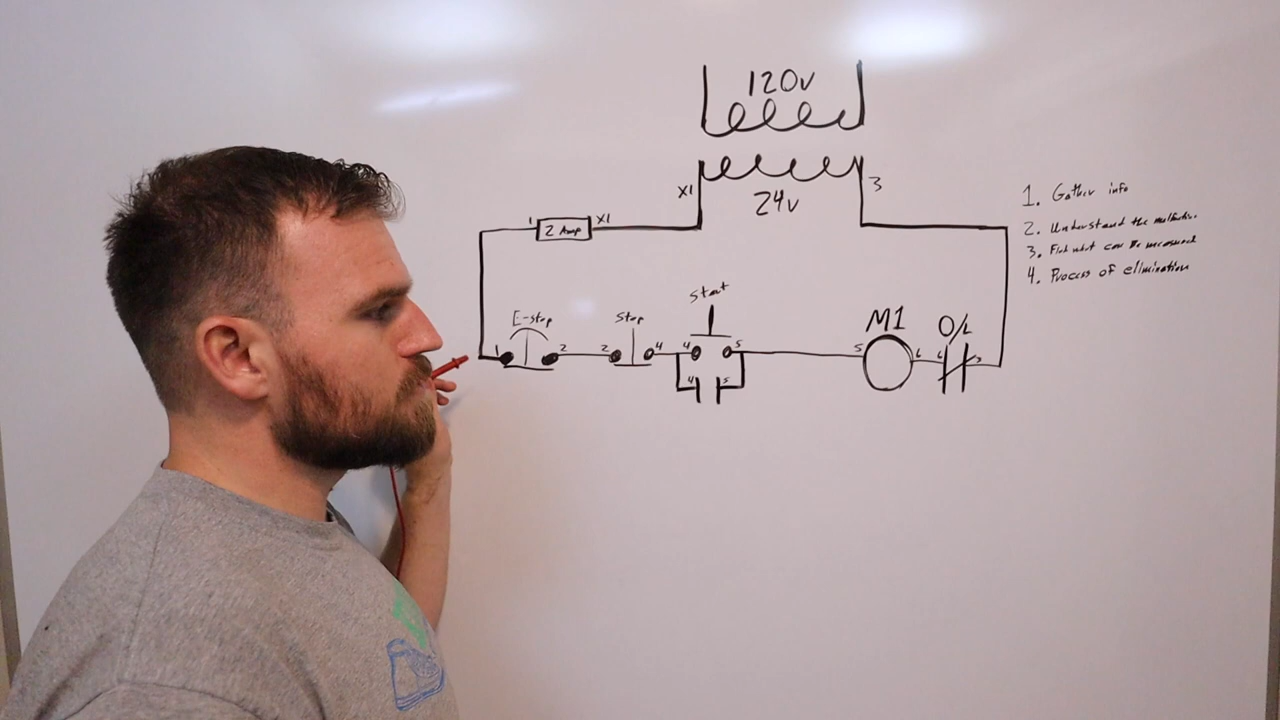 120v
X1
3
24v
1
2 Amp
X1
1. Gather info
2. Understand the malfunction.
3. Find what can be measured
4. Process of elimination
E-stop
Stop
Start
M1
O/L
1
2
2
4
4
5
5
6
6
3
4
5